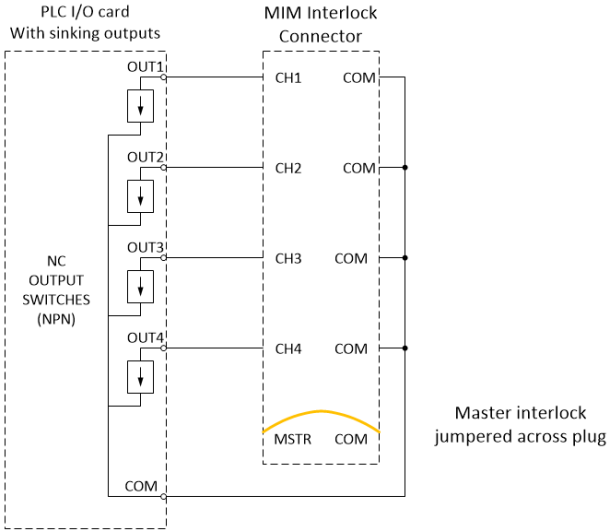 PLC I/O card
With sinking outputs
MIM Interlock
Connector
OUT1
CH1 COM
OUT2
CH2 COM
OUT3
CH3 COM
NC
OUTPUT
SWITCHES
(NPN)
OUT4
CH4 COM
MSTR COM
Master interlock
jumpered across plug
COM